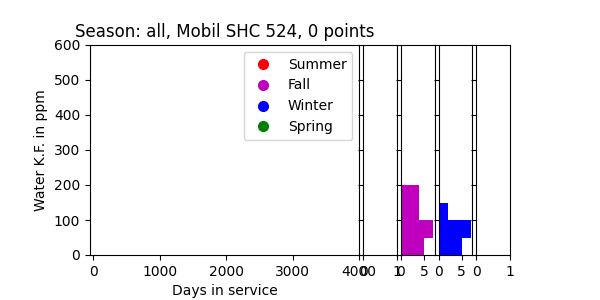 Season: all, Mobil SHC 524, 0 points
Water K.F. in ppm
600
500
400
300
200
100
0
Summer
Fall
Winter
Spring
0 1000 2000 3000 4000 0 1 0 5 0 5 0 1
Days in service